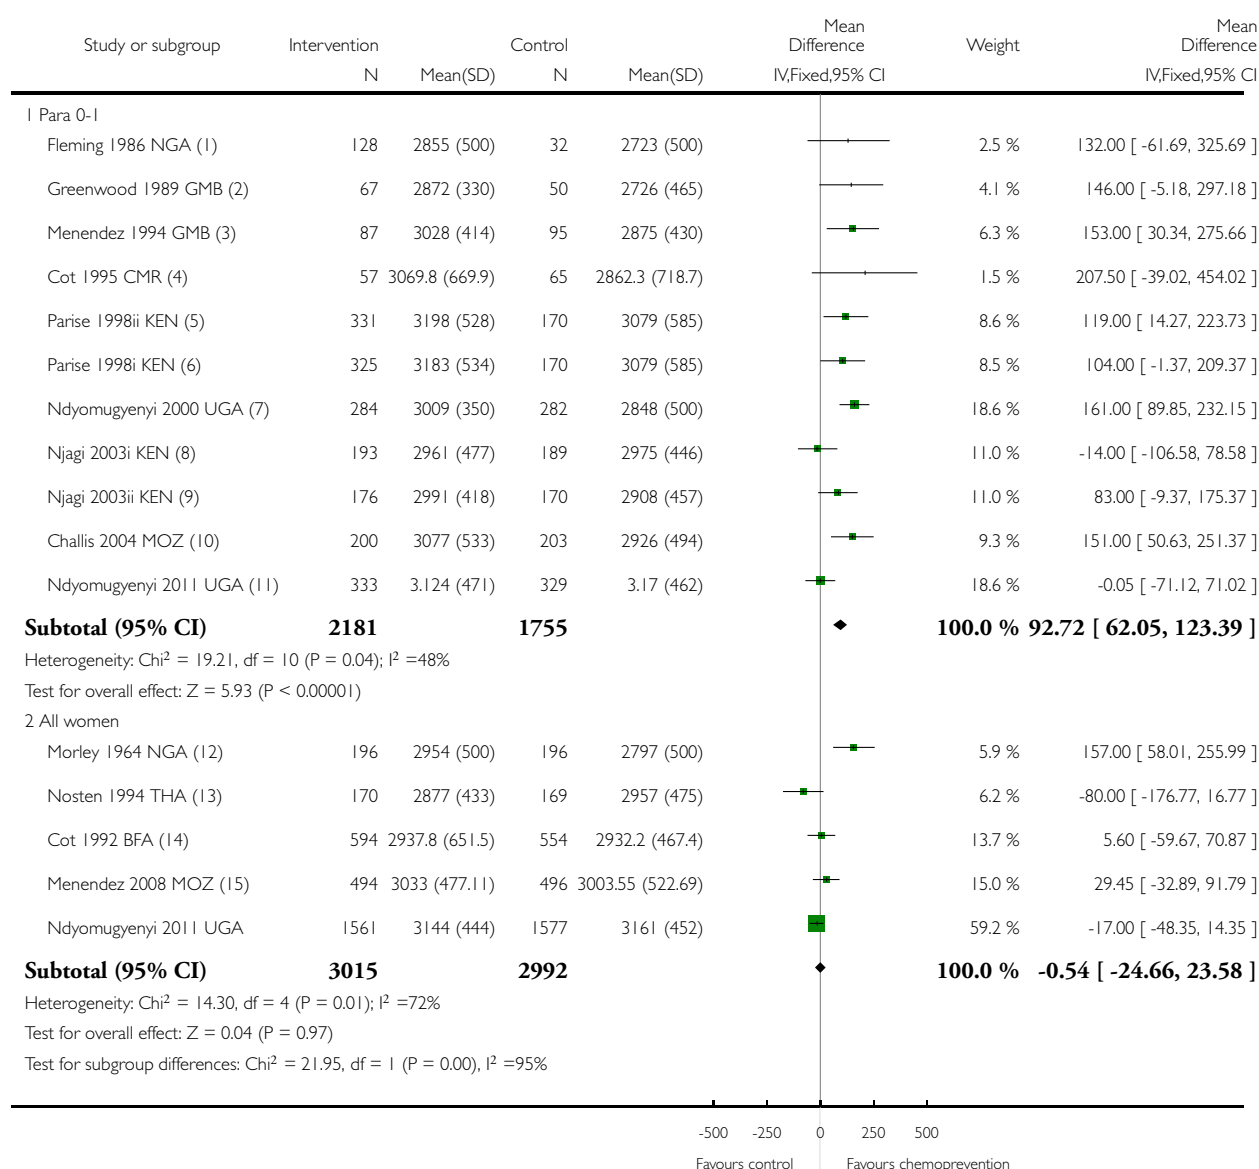 Study or subgroup Intervention Control Mean Difference Weight Mean Difference
N Mean(SD) N Mean(SD) IV,Fixed,95% CI IV,Fixed,95% CI
1 Para 0-1
Fleming 1986 NGA (1) 128 2855 (500) 32 2723 (500) 2.5 % 132.00 [ -61.69, 325.69 ]
Greenwood 1989 GMB (2) 67 2872 (330) 50 2726 (465) 4.1 % 146.00 [ -5.18, 297.18 ]
Menendez 1994 GMB (3) 87 3028 (414) 95 2875 (430) 6.3 % 153.00 [ 30.34, 275.66 ]
Cot 1995 CMR (4) 57 3069.8 (669.9) 65 2862.3 (718.7) 1.5 % 207.50 [ -39.02, 454.02 ]
Parise 1998ii KEN (5) 331 3198 (528) 170 3079 (585) 8.6 % 119.00 [ 14.27, 223.73 ]
Parise 1998i KEN (6) 325 3183 (534) 170 3079 (585) 8.5 % 104.00 [ -1.37, 209.37 ]
Ndyomugyenyi 2000 UGA (7) 284 3009 (350) 282 2848 (500) 18.6 % 161.00 [ 89.85, 232.15 ]
Njagi 2003i KEN (8) 193 2961 (477) 189 2975 (446) 11.0 % -14.00 [ -106.58, 78.58 ]
Njagi 2003ii KEN (9) 176 2991 (418) 170 2908 (457) 11.0 % 83.00 [ -9.37, 175.37 ]
Challis 2004 MOZ (10) 200 3077 (533) 203 2926 (494) 9.3 % 151.00 [ 50.63, 251.37 ]
Ndyomugyenyi 2011 UGA (11) 333 3.124 (471) 329 3.17 (462) 18.6 % -0.05 [ -71.12, 71.02 ]
Subtotal (95% CI) 2181 1755 100.0 % 92.72 [ 62.05, 123.39 ]
Heterogeneity: Chi² = 19.21, df = 10 (P = 0.04); I² =48%
Test for overall effect: Z = 5.93 (P < 0.00001)
2 All women
Morley 1964 NGA (12) 196 2954 (500) 196 2797 (500) 5.9 % 157.00 [ 58.01, 255.99 ]
Nosten 1994 THA (13) 170 2877 (433) 169 2957 (475) 6.2 % -80.00 [ -176.77, 16.77 ]
Cot 1992 BFA (14) 594 2937.8 (651.5) 554 2932.2 (467.4) 13.7 % 5.60 [ -59.67, 70.87 ]
Menendez 2008 MOZ (15) 494 3033 (477.11) 496 3003.55 (522.69) 15.0 % 29.45 [ -32.89, 91.79 ]
Ndyomugyenyi 2011 UGA 1561 3144 (444) 1577 3161 (452) 59.2 % -17.00 [ -48.35, 14.35 ]
Subtotal (95% CI) 3015 2992 100.0 % -0.54 [ -24.66, 23.58 ]
Heterogeneity: Chi² = 14.30, df = 4 (P = 0.01); I² =72%
Test for overall effect: Z = 0.04 (P = 0.97)
Test for subgroup differences: Chi² = 21.95, df = 1 (P = 0.00), I² =95%
-500 -250 0 250 500
Favours control Favours chemoprevention